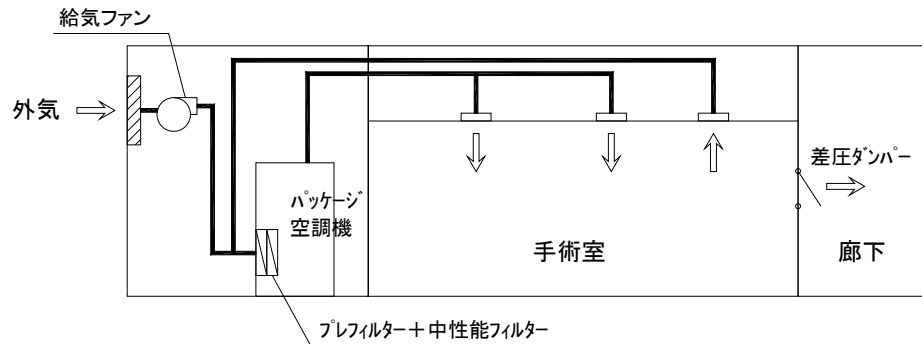 給気ファン
外気
差圧ﾀﾞﾝﾊﾟｰ
ﾊﾟｯｹｰｼﾞ
空調機
手術室
廊下
ﾌﾟﾚﾌｨﾙﾀｰ＋中性能ﾌｨﾙﾀｰ